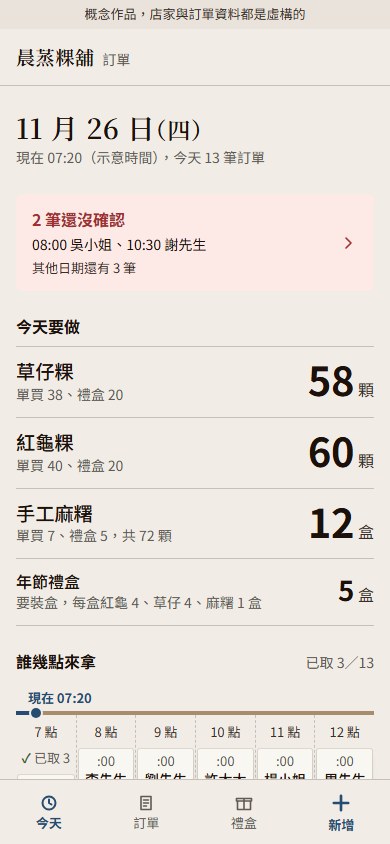 概念作品，店家與訂單資料都是虛構的
晨蒸粿舖 訂單
11 月 26 日(四)
現在 07:20（示意時間），今天 13 筆訂單
2 筆還沒確認
08:00 吳小姐、10:30 謝先生
其他日期還有 3 筆
今天要做
草仔粿
單買 38、禮盒 20
58 顆
紅龜粿
單買 40、禮盒 20
60 顆
手工麻糬
單買 7、禮盒 5，共 72 顆
12 盒
年節禮盒
要裝盒，每盒紅龜 4、草仔 4、麻糬 1 盒
5 盒
誰幾點來拿
已取 3／13
現在 07:20
7 點 8 點 9 點 10 點 11 點 12 點
✓已取 3 :00 :00 :00 :00 :00
今天 訂單 禮盒 新增